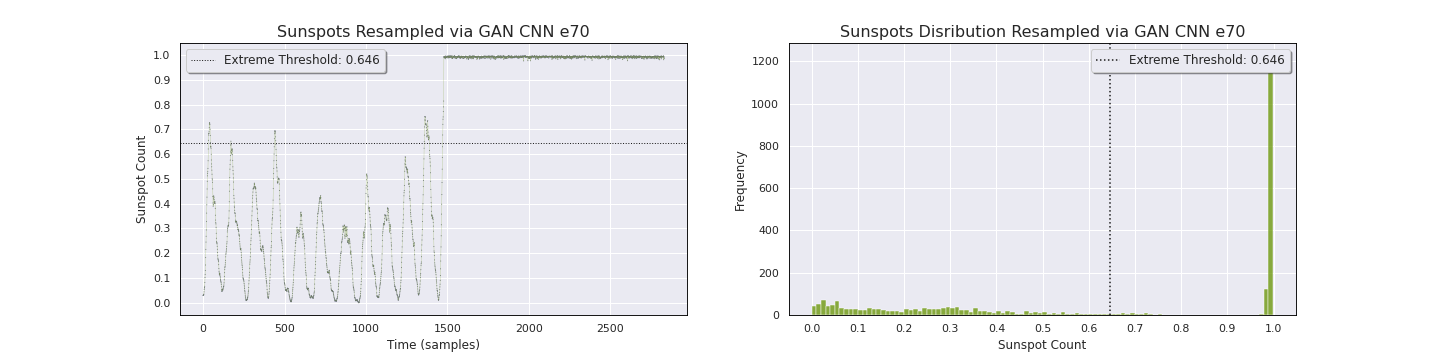 Sunspots Resampled via GAN CNN e70
Extreme Threshold: 0.646
1.0
0.9
0.8
0.7
0.6
0.5
0.4
0.3
0.2
0.1
0.0
Sunspot Count
0 500 1000 1500 2000 2500
Time (samples)
Sunspots Disribution Resampled via GAN CNN e70
Extreme Threshold: 0.646
1200
1000
800
600
400
200
0
Frequency
0.0 0.1 0.2 0.3 0.4 0.5 0.6 0.7 0.8 0.9 1.0
Sunspot Count